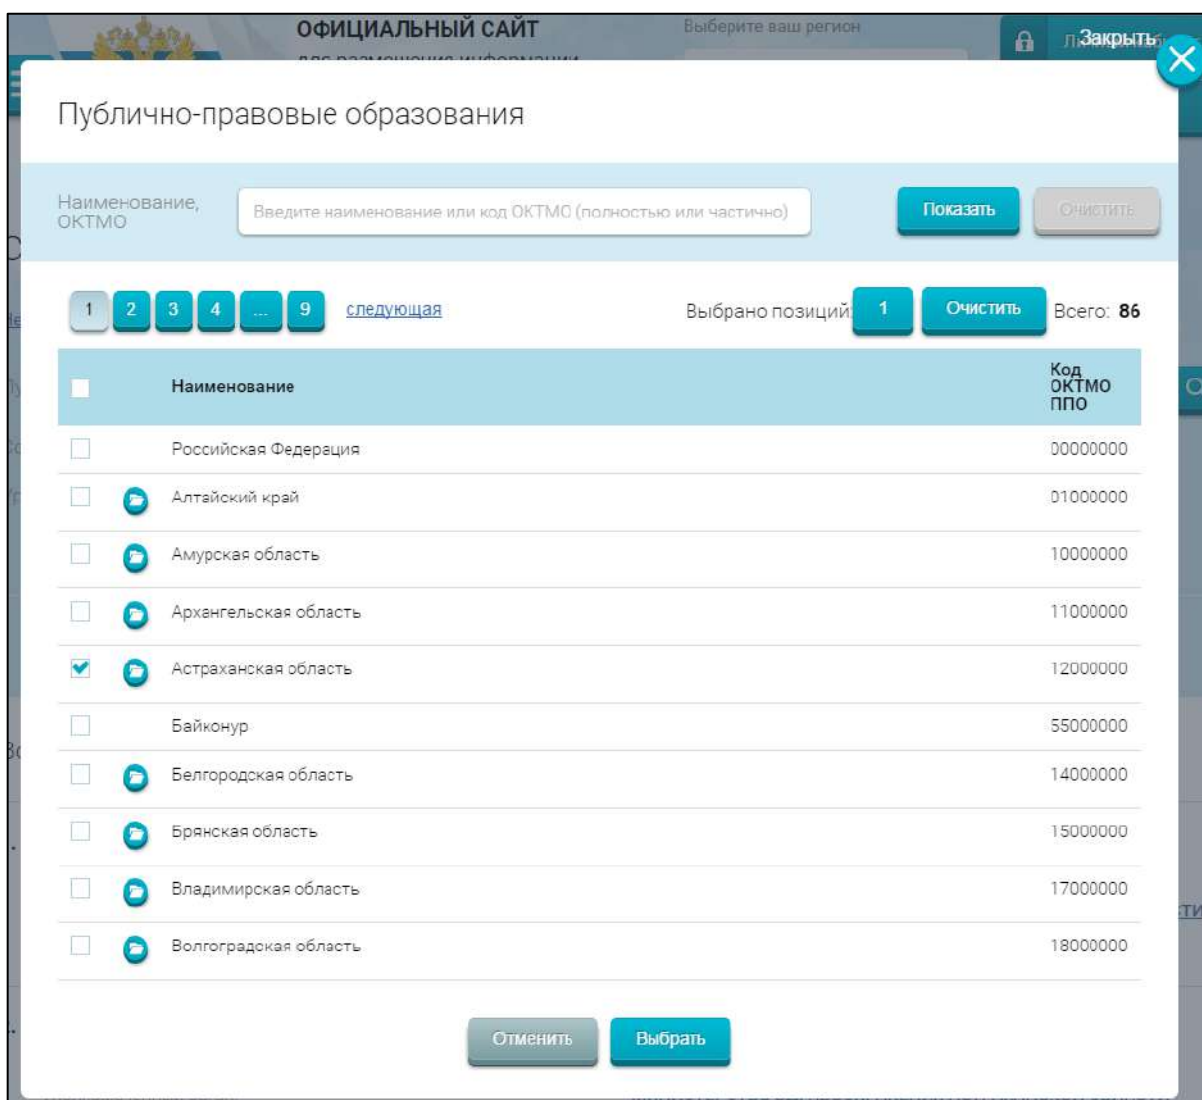 ОФИЦИАЛЬНЫЙ САЙТ
Выберите ваш регион
Закрыть
для размещения информации
Публично-правовые образования
Наименование,
ОКТМО
Введите наименование или код ОКТМО (полностью или частично)
Показать
Очистить
1 2 3 4 ... 9 следующая
Выбрано позиций: 1 Очистить Всего: 86
Наименование
Код
ОКТМО
ППО
Российская Федерация 00000000
Алтайский край 01000000
Амурская область 10000000
Архангельская область 11000000
Астраханская область 12000000
Байконур 55000000
Белгородская область 14000000
Брянская область 15000000
Владимирская область 17000000
Волгоградская область 18000000
Отменить Выбрать